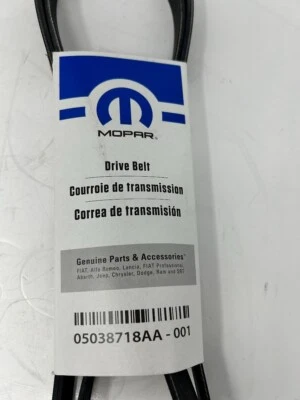 MOPAR
Drive Belt
Courroie de transmission
Correa de transmisión
Genuine Parts & Accessories
FIAT, Alfa Romeo, Lancia, FIAT Professional,
Abarth, Jeep, Chrysler, Dodge, Ram and SRT
05038718AA - 001